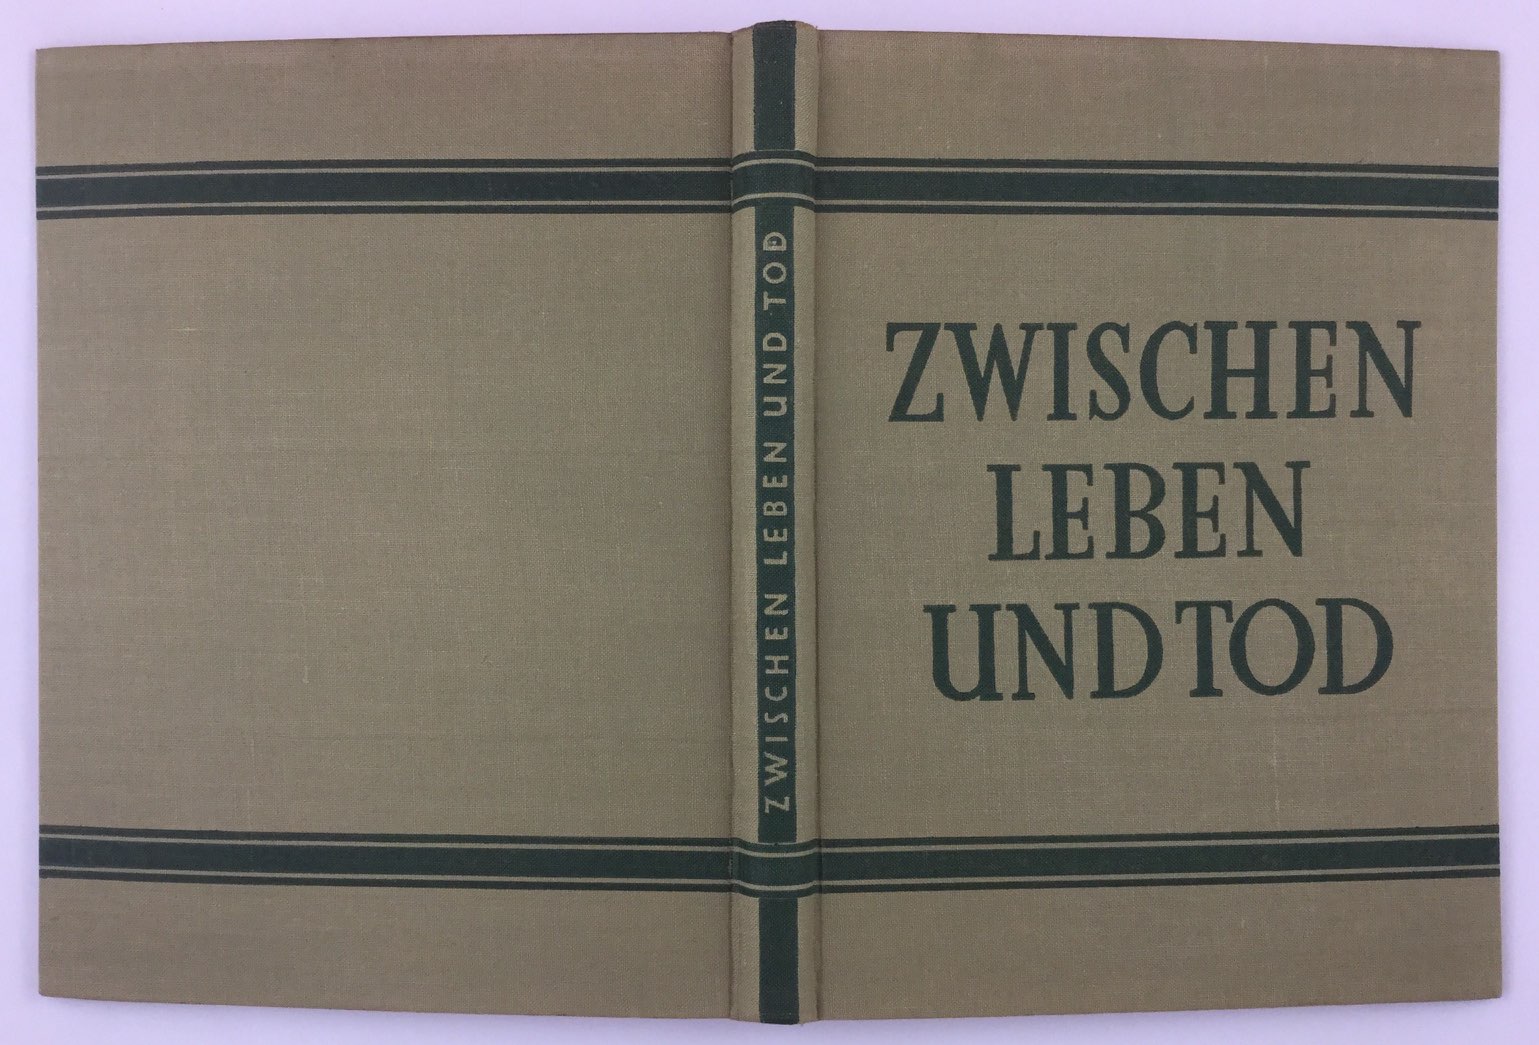 ZWISCHEN LEBEN UND TOD
ZWISCHEN
LEBEN
UND TOD